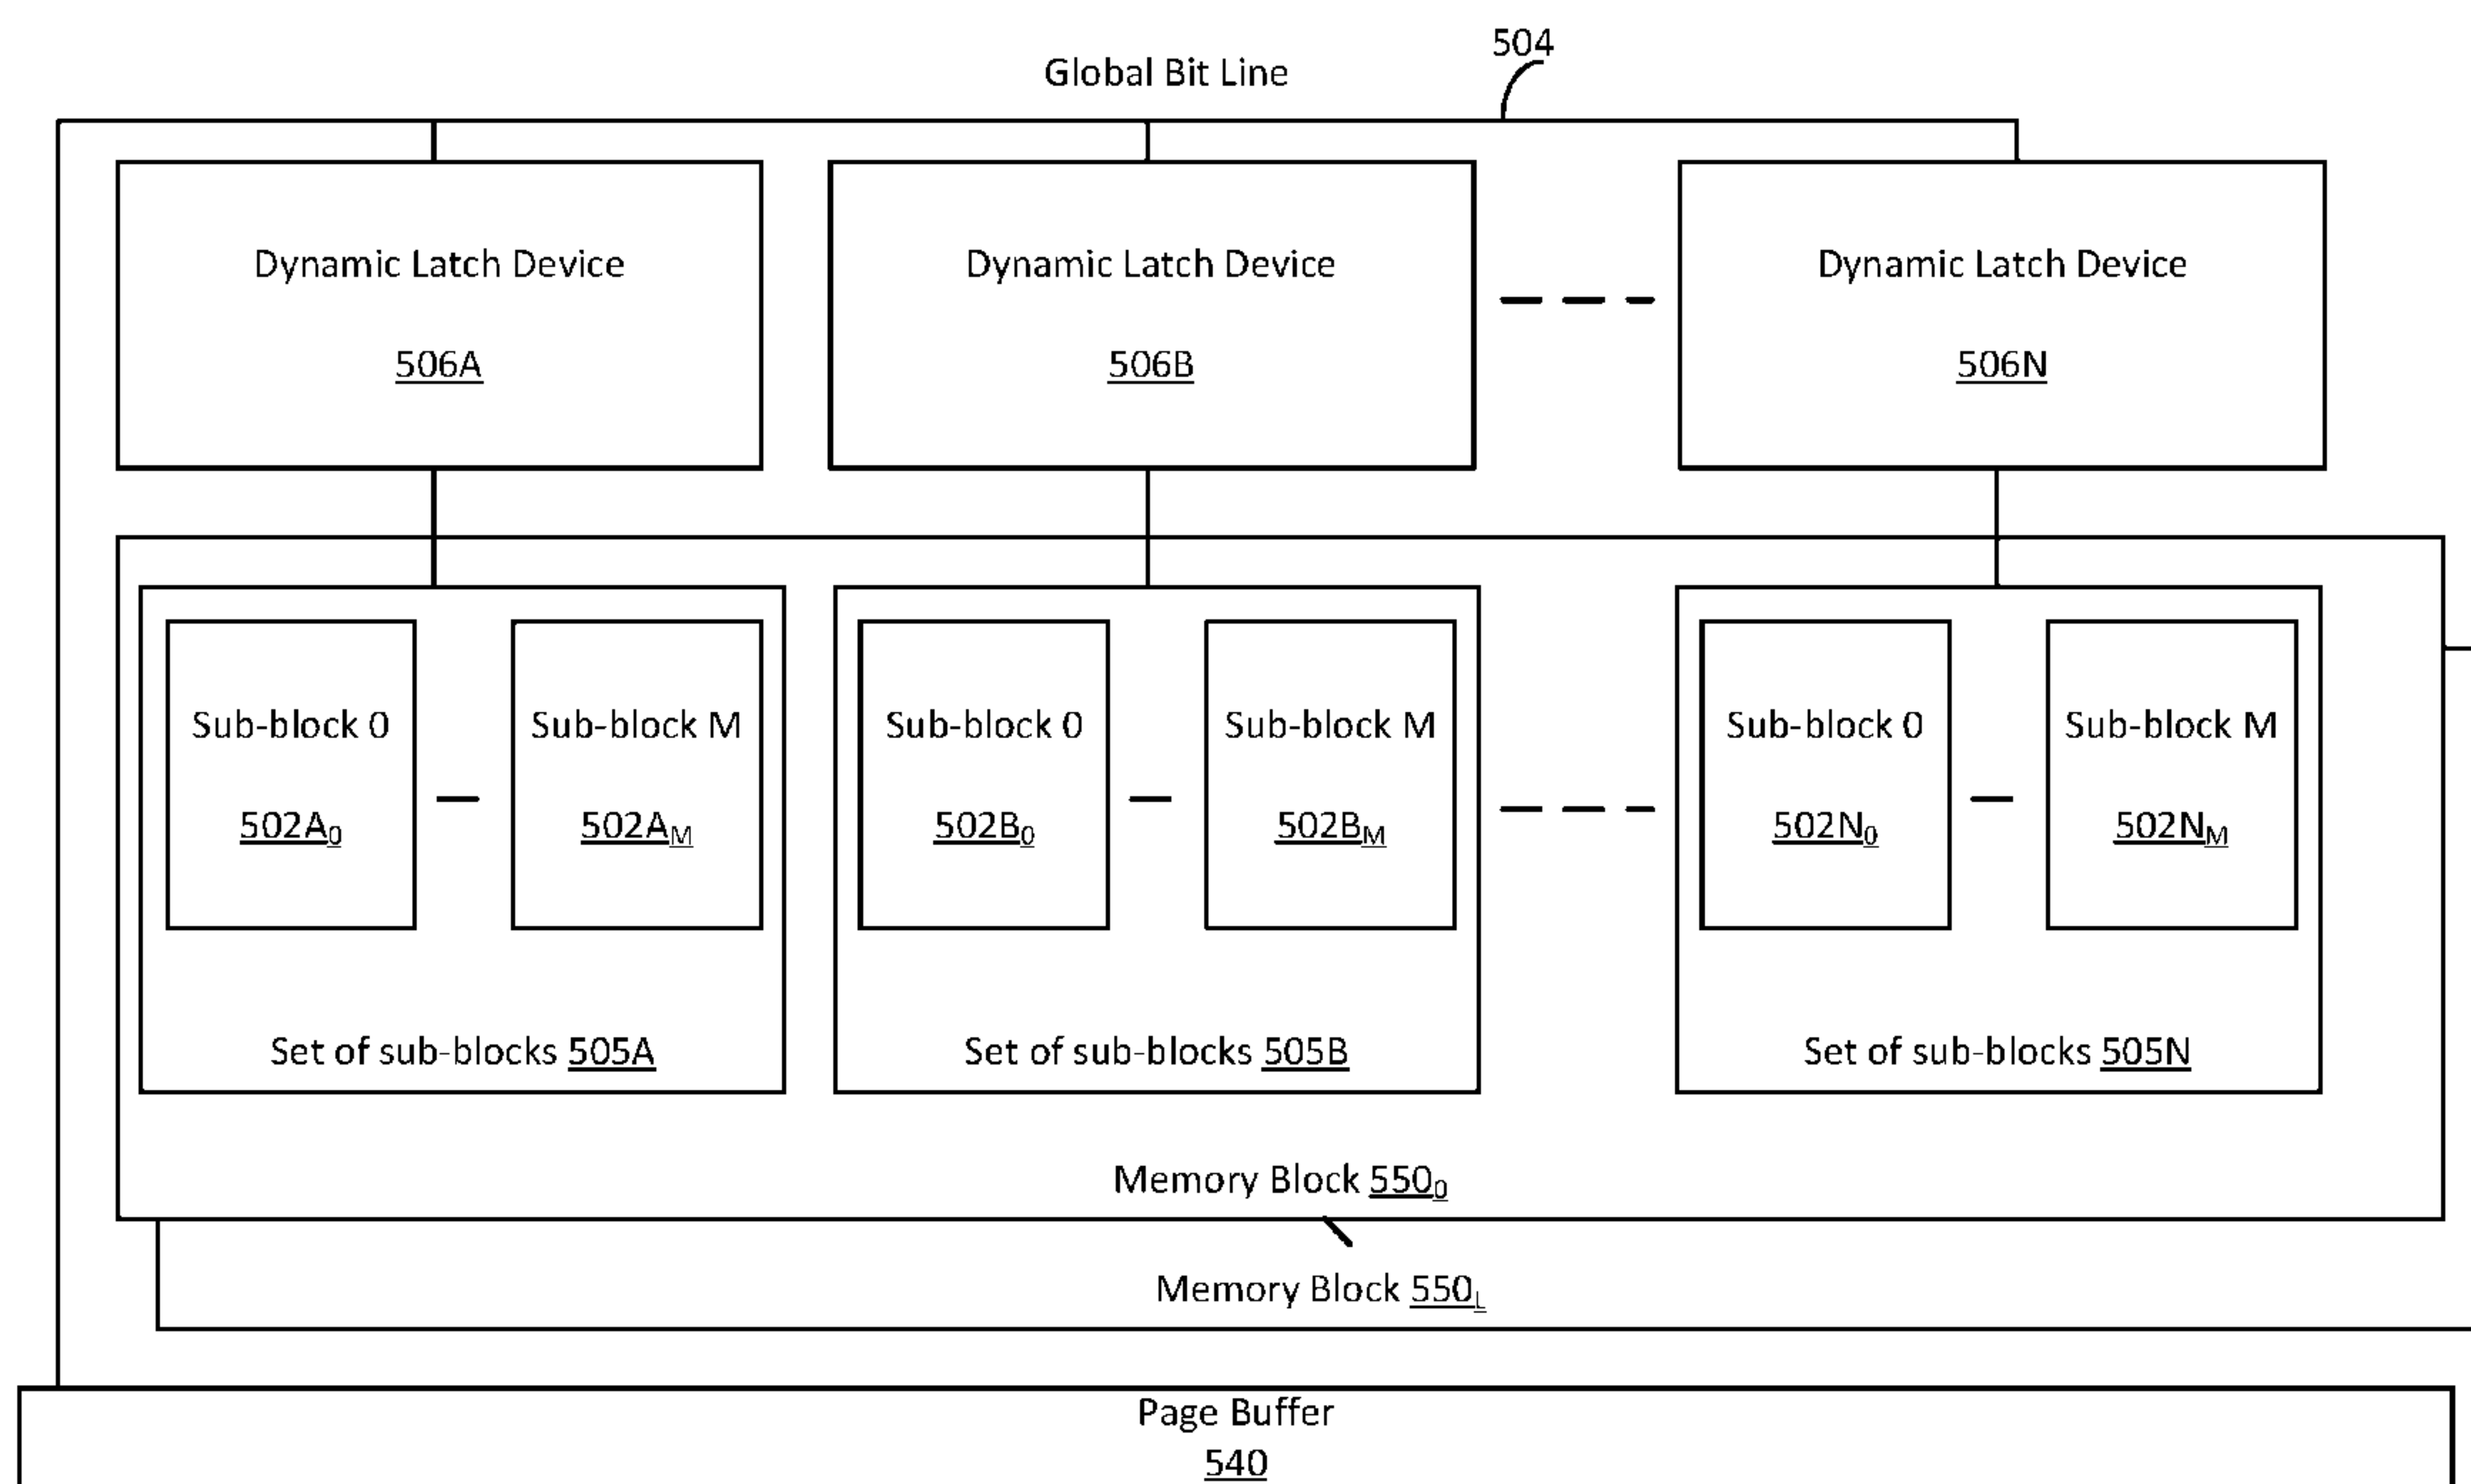 504
Global Bit Line
Dynamic Latch Device
506A
Dynamic Latch Device
506B
Dynamic Latch Device
506N
Sub-block 0
502A₀
Sub-block M
502Aₘ
Sub-block 0
502B₀
Sub-block M
502Bₘ
Sub-block 0
502N₀
Sub-block M
502Nₘ
Set of sub-blocks 505A
Set of sub-blocks 505B
Set of sub-blocks 505N
Memory Block 550₀
Memory Block 550L
Page Buffer
540